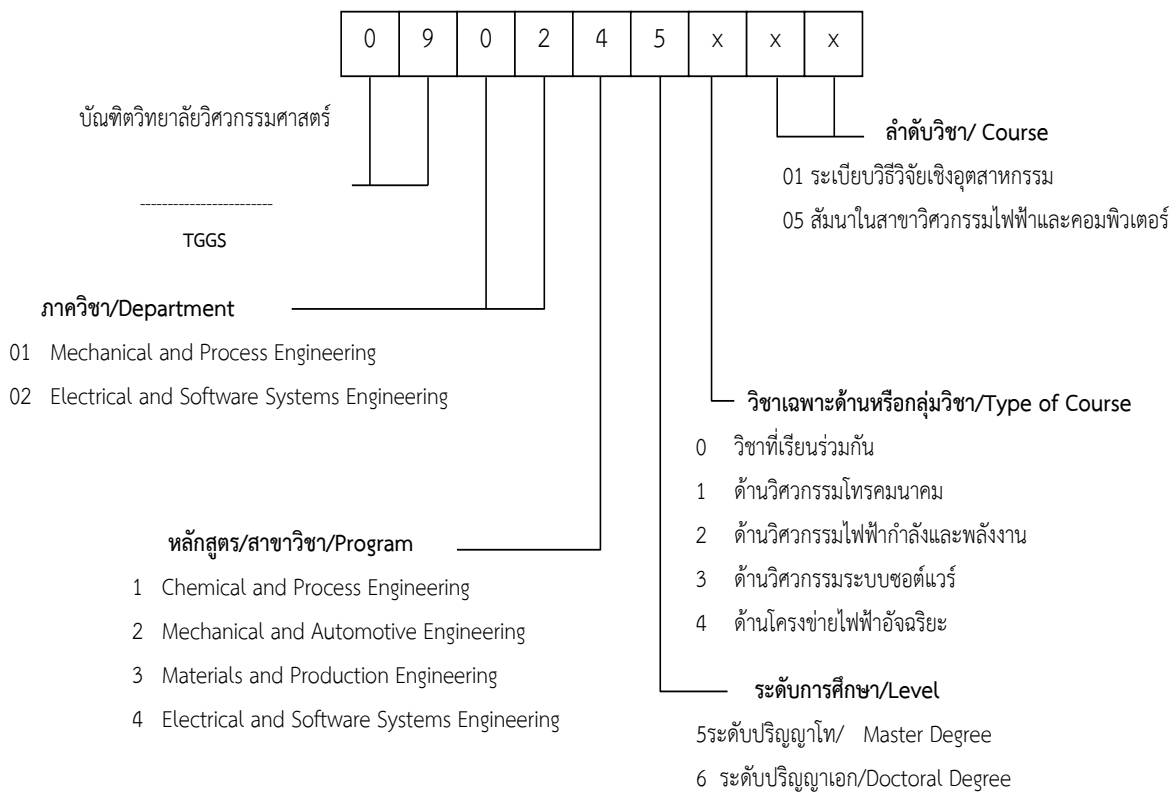 0 9 0 2 4 5 x x x
บัณฑิตวิทยาลัยวิศวกรรมศาสตร์
------------------------
TGGS
ลำดับวิชา/ Course
01 ระเบียบวิธีวิจัยเชิงอุตสาหกรรม
05 สัมนาในสาขาวิศวกรรมไฟฟ้าและคอมพิวเตอร์
ภาควิชา/Department
01 Mechanical and Process Engineering
02 Electrical and Software Systems Engineering
วิชาเฉพาะด้านหรือกลุ่มวิชา/Type of Course
0 วิชาที่เรียนร่วมกัน
1 ด้านวิศวกรรมโทรคมนาคม
2 ด้านวิศวกรรมไฟฟ้ากำลังและพลังงาน
3 ด้านวิศวกรรมระบบซอต์แวร์
4 ด้านโครงข่ายไฟฟ้าอัจฉริยะ
หลักสูตร/สาขาวิชา/Program
1 Chemical and Process Engineering
2 Mechanical and Automotive Engineering
3 Materials and Production Engineering
4 Electrical and Software Systems Engineering
ระดับการศึกษา/Level
5ระดับปริญญาโท/ Master Degree
6 ระดับปริญญาเอก/Doctoral Degree